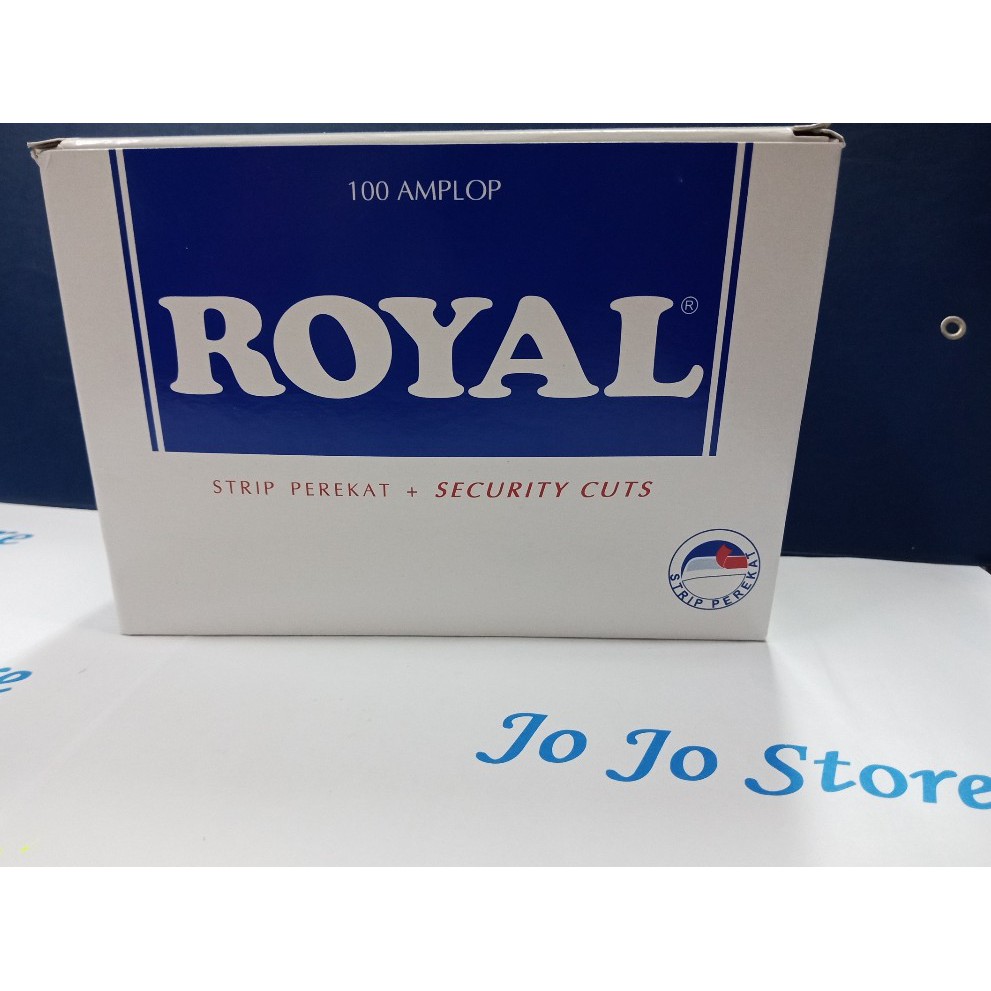 100 AMPLOP
ROYAL®
STRIP PEREKAT + SECURITY CUTS
STRIP PEREKAT
Jo Jo Store